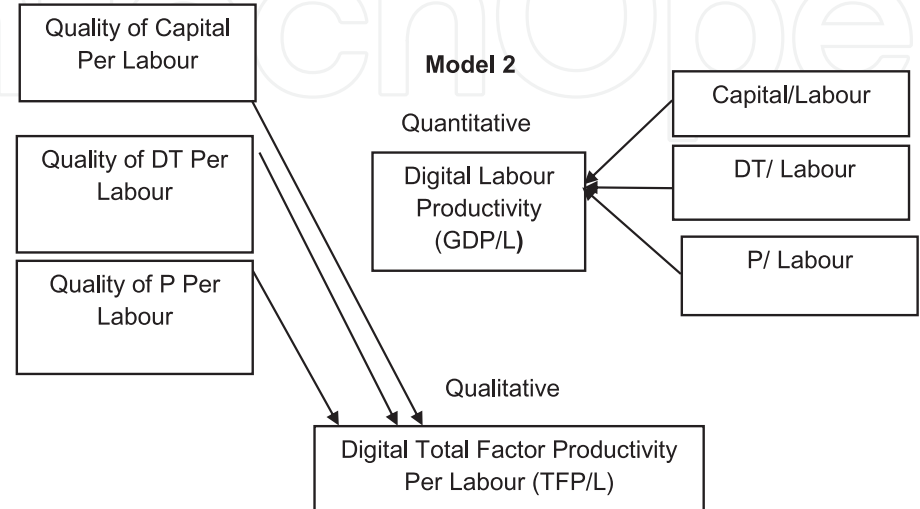 Quality of Capital
Per Labour
Model 2
Capital/Labour
Quantitative
Quality of DT Per
Labour
Digital Labour
Productivity
(GDP/L)
DT/ Labour
P/ Labour
Quality of P Per
Labour
Qualitative
Digital Total Factor Productivity
Per Labour (TFP/L)